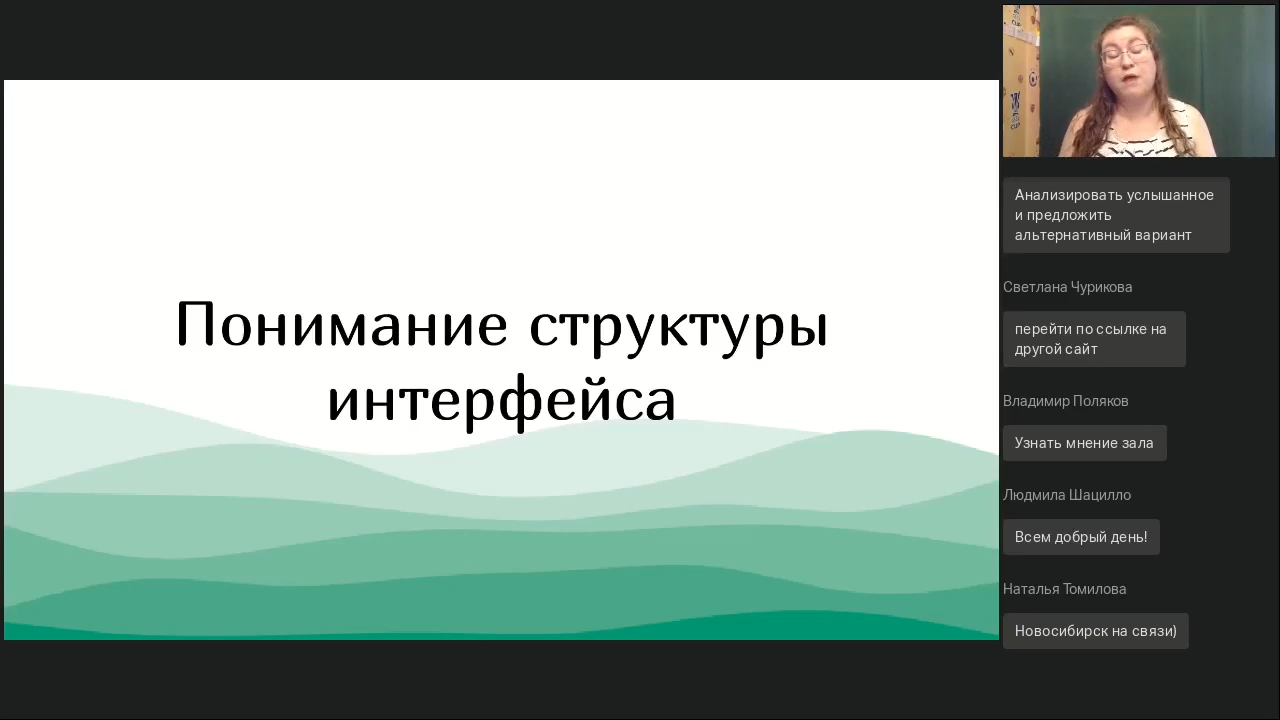 Понимание структуры
интерфейса
Анализировать услышанное
и предложить
альтернативный вариант
Светлана Чурикова
перейти по ссылке на
другой сайт
Владимир Поляков
Узнать мнение зала
Людмила Шацилло
Всем добрый день!
Наталья Томилова
Новосибирск на связи)